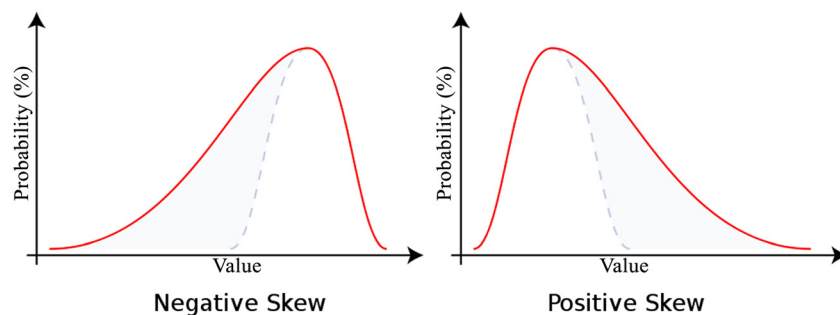 Probability (%)
Value
Negative Skew
Probability (%)
Value
Positive Skew